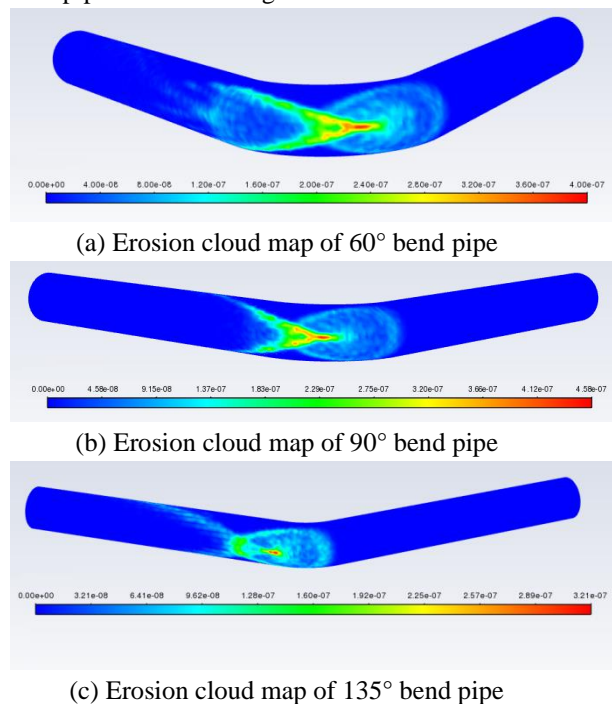 0.00e+00 4.00e-08 8.00e-08 1.20e-07 1.60e-07 2.00e-07 2.40e-07 2.80e-07 3.20e-07 3.60e-07 4.00e-07
(a) Erosion cloud map of 60° bend pipe
0.00e+00 4.58e-08 9.15e-08 1.37e-07 1.83e-07 2.29e-07 2.75e-07 3.20e-07 3.66e-07 4.12e-07 4.58e-07
(b) Erosion cloud map of 90° bend pipe
0.00e+00 3.21e-08 6.41e-08 9.62e-08 1.28e-07 1.60e-07 1.92e-07 2.25e-07 2.57e-07 2.89e-07 3.21e-07
(c) Erosion cloud map of 135° bend pipe